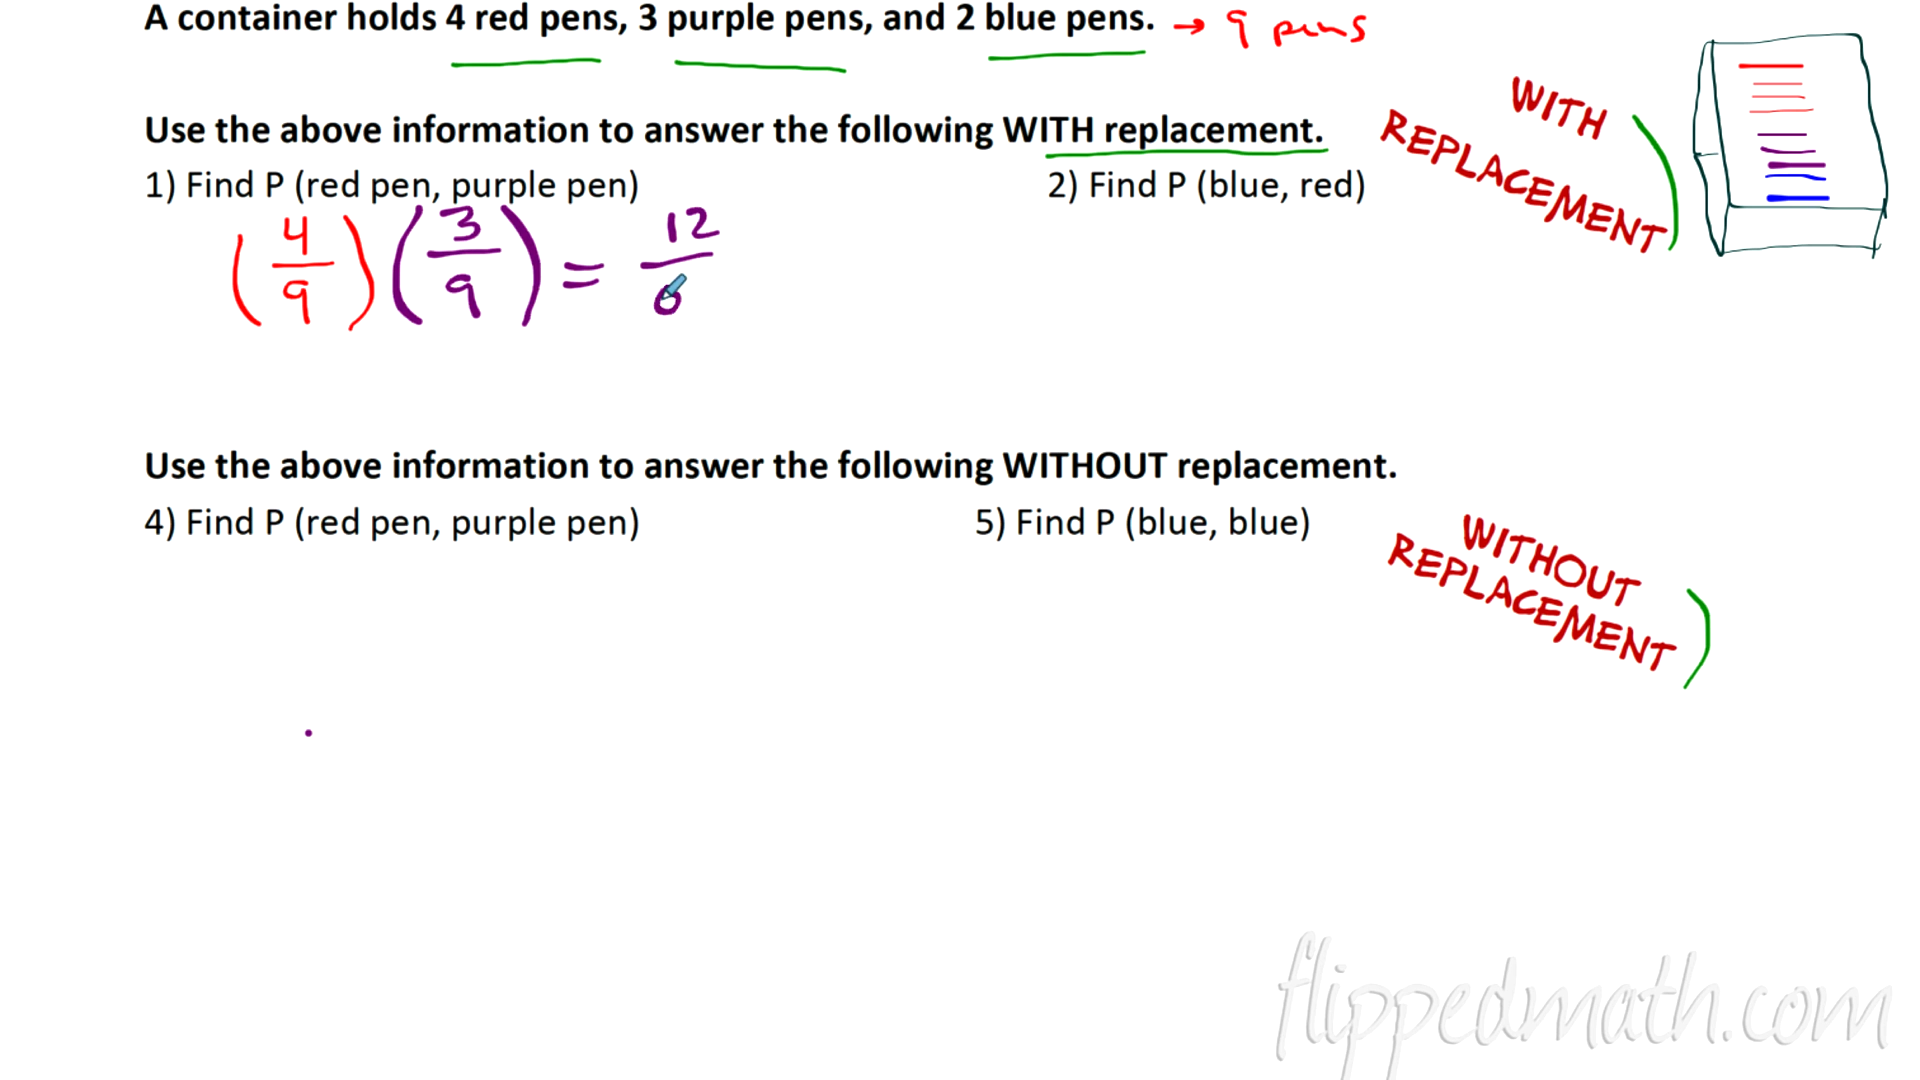 A container holds 4 red pens, 3 purple pens, and 2 blue pens. → 9 pens
Use the above information to answer the following WITH replacement.
WITH
REPLACEMENT
1) Find P (red pen, purple pen) 2) Find P (blue, red)
(4/9)(3/9) = 12/
Use the above information to answer the following WITHOUT replacement.
4) Find P (red pen, purple pen) 5) Find P (blue, blue)
WITHOUT
REPLACEMENT
flippedmath.com